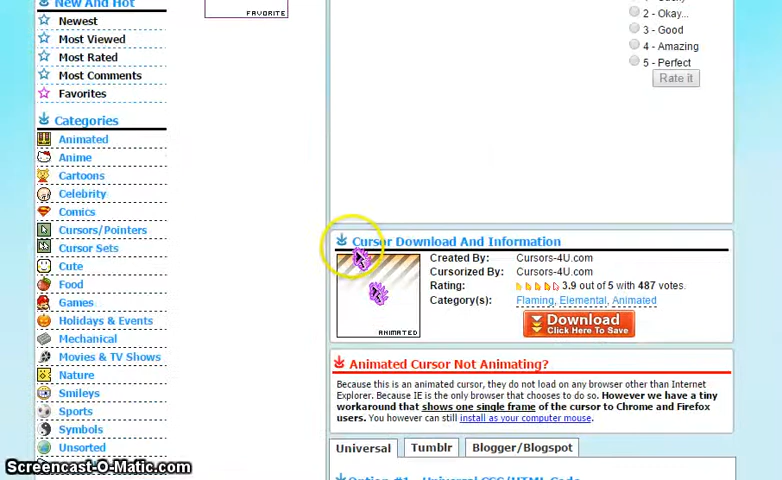 New And Hot
Newest
Most Viewed
Most Rated
Most Comments
Favorites
Categories
Animated
Anime
Cartoons
Celebrity
Comics
Cursors/Pointers
Cursor Sets
Cute
Food
Games
Holidays & Events
Mechanical
Movies & TV Shows
Nature
Smileys
Sports
Symbols
Unsorted
FAVORITE
2 - Okay...
3 - Good
4 - Amazing
5 - Perfect
Rate it
Cursor Download And Information
ANIMATED
Created By: Cursors-4U.com
Cursorized By: Cursors-4U.com
Rating: 3.9 out of 5 with 487 votes.
Category(s): Flaming, Elemental, Animated
Download
Click Here To Save
Animated Cursor Not Animating?
Because this is an animated cursor, they do not load on any browser other than Internet
Explorer. Because IE is the only browser that chooses to do so. However we have a tiny
workaround that shows one single frame of the cursor to Chrome and Firefox
users. You however can still install as your computer mouse.
Universal
Tumblr
Blogger/Blogspot
Option #1 - Universal CSS/HTML Code
Screencast-O-Matic.com